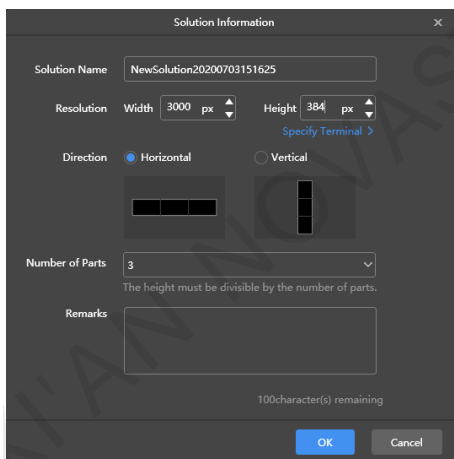 Solution Information
Solution Name NewSolution20200703151625
Resolution Width 3000 px Height 384 px
Specify Terminal >
Direction Horizontal Vertical
Number of Parts 3
The height must be divisible by the number of parts.
Remarks
100character(s) remaining
OK Cancel